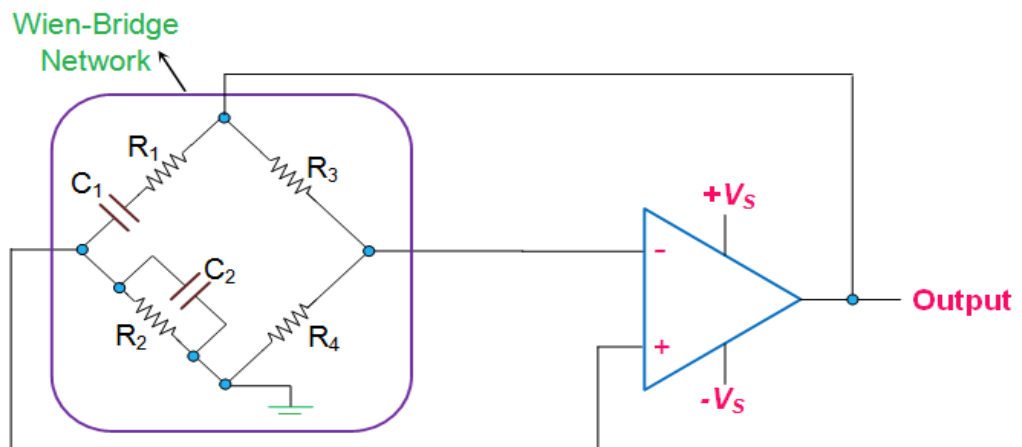 Wien-Bridge
Network
R₁
R₃
C₁
+Vₛ
-
C₂
Output
R₂
R₄
+
-Vₛ